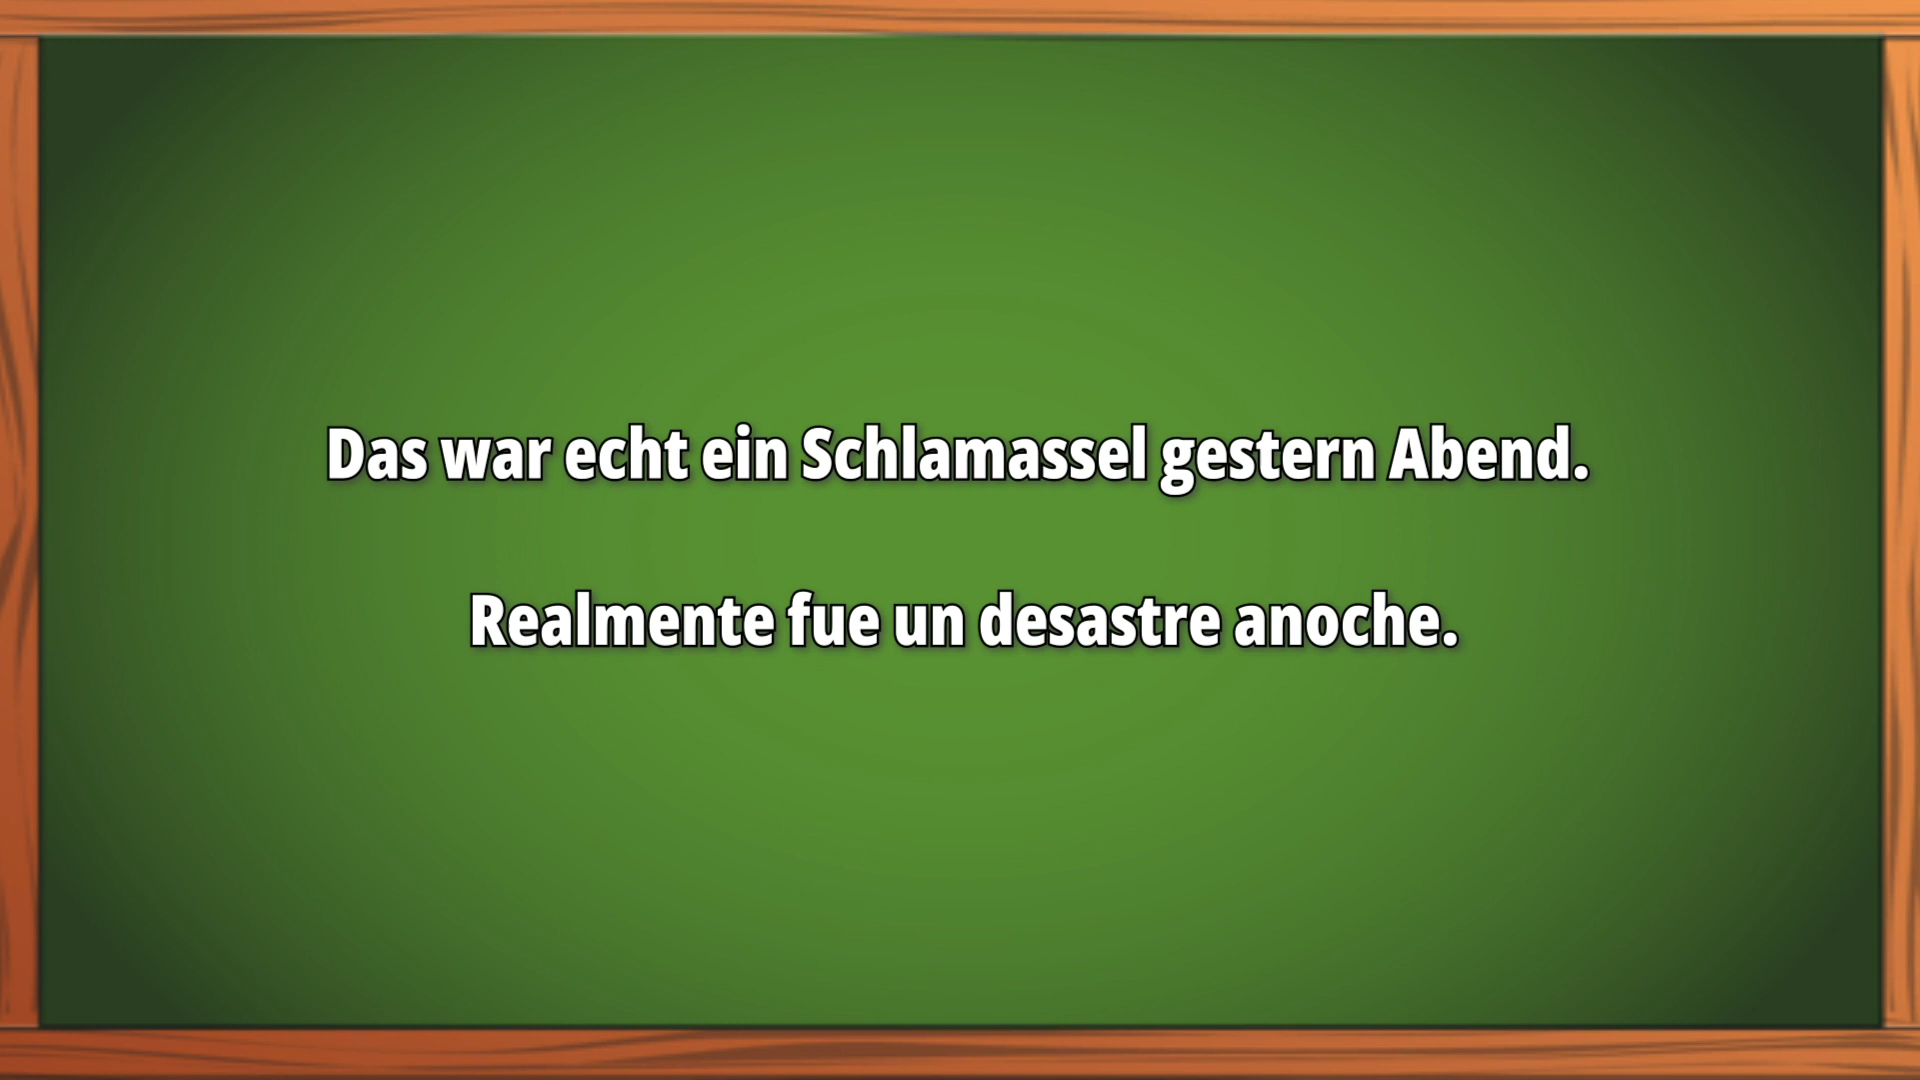 Das war echt ein Schlamassel gestern Abend.
Realmente fue un desastre anoche.